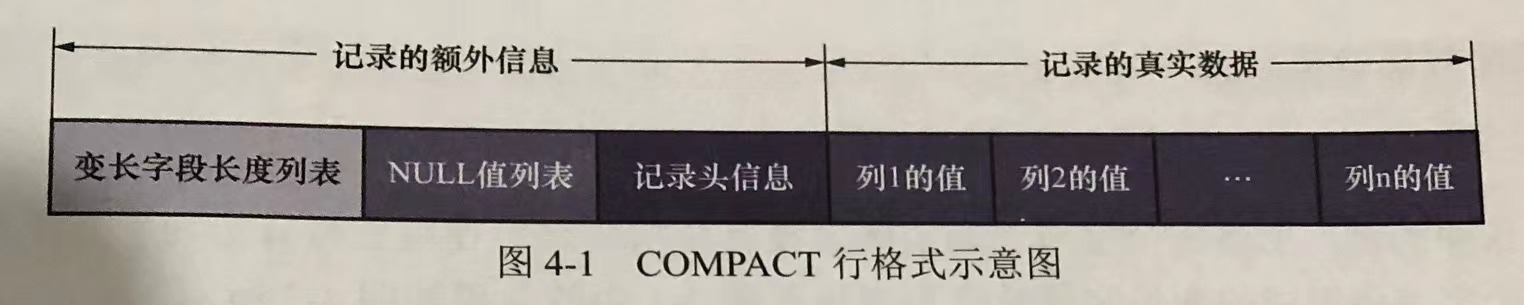 记录的额外信息 记录的真实数据
变长字段长度列表 NULL值列表 记录头信息 列1的值 列2的值 … 列n的值
图 4-1 COMPACT 行格式示意图